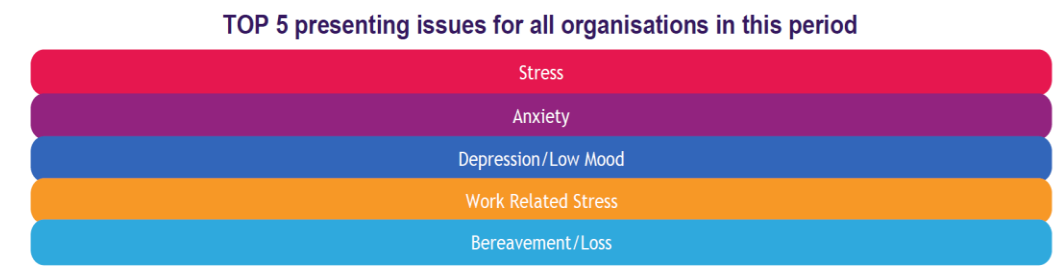 TOP 5 presenting issues for all organisations in this period
Stress
Anxiety
Depression/Low Mood
Work Related Stress
Bereavement/Loss